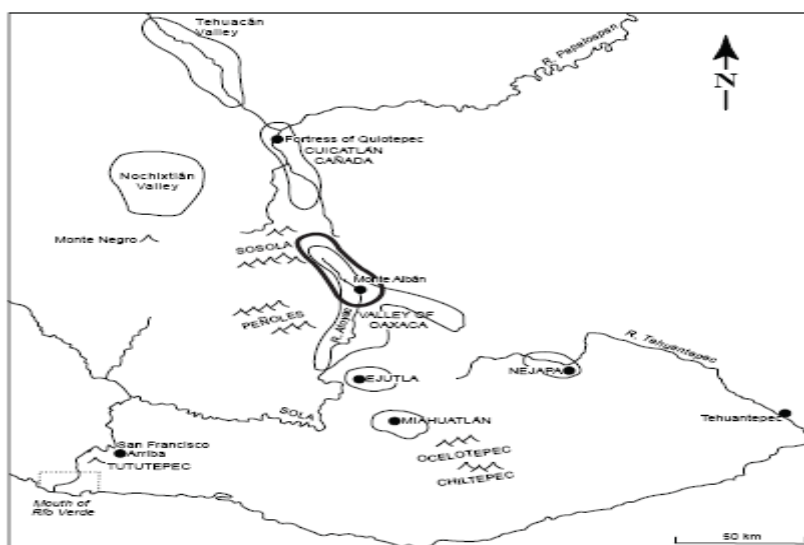 Tehuacán
Valley
R. Papaloapan
N
Fortress of Quiotepec
CUICATLÁN
CAÑADA
Nochixtlán
Valley
Monte Negro
SOSOLA
Monte Albán
PEÑOLES
R. Atoyac
VALLEY OF
OAXACA
R. Tehuantepec
EJUTLA
NEJAPA
SOLA
MIAHUATLÁN
Tehuantepec
San Francisco
Arriba
TUTUTEPEC
OCELOTEPEC
CHILTEPEC
Mouth of
Río Verde
50 km